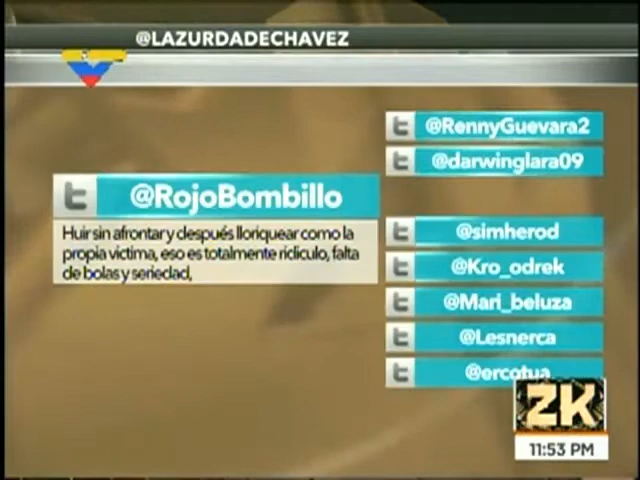 @LAZURDADECHAVEZ
@RennyGuevara2
@darwinglara09
@RojoBombillo
Huir sin afrontar y después lloriquear como la
propia victima, eso es totalmente ridiculo, falta
de bolas y seriedad,
@simherod
@Kro_odrek
@Mari_beluza
@Lesnerca
@ercotua
ZK
11:53 PM